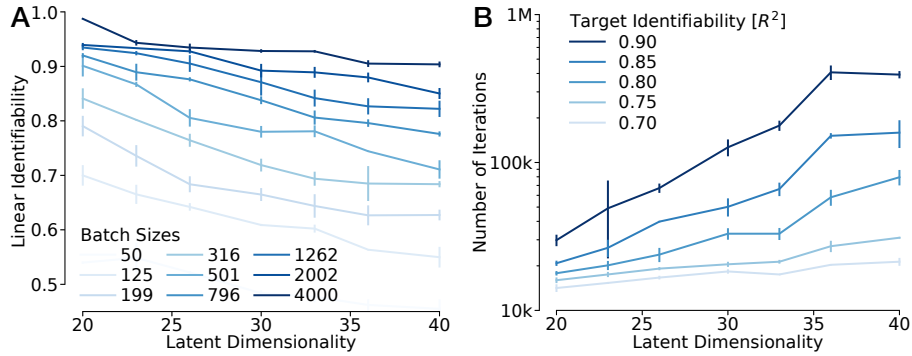 A
B
1.0
0.9
0.8
0.7
0.6
0.5
Linear Identifiability
Batch Sizes
50 316 1262
125 501 2002
199 796 4000
20 25 30 35 40
Latent Dimensionality
1M
100k
10k
Number of Iterations
Target Identifiability [R²]
0.90
0.85
0.80
0.75
0.70
20 25 30 35 40
Latent Dimensionality